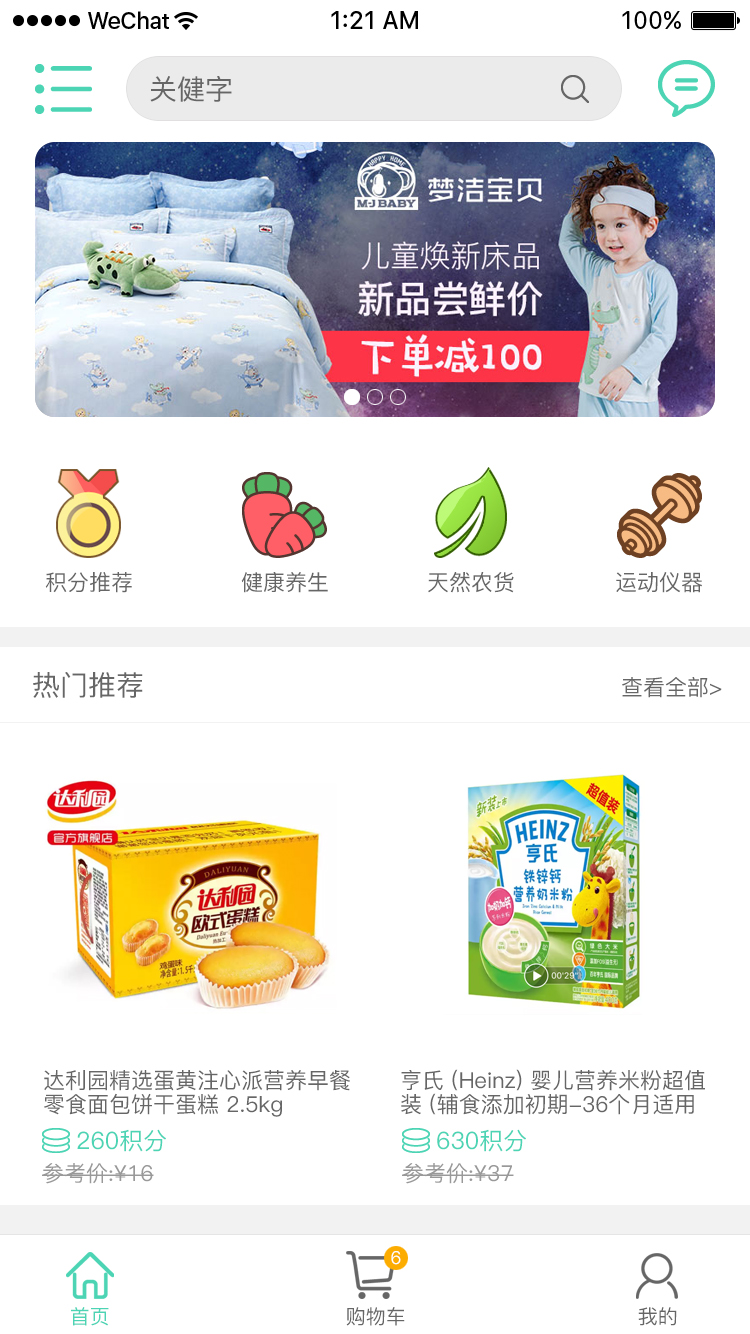 WeChat 1:21 AM 100%
关健字
HAPPY HOME
M·J BABY
梦洁宝贝
儿童焕新床品
新品尝鲜价
下单减100
积分推荐 健康养生 天然农货 运动仪器
热门推荐 查看全部>
达利园
官方旗舰店
DALIYUAN
达利园
欧式蛋糕
鸡蛋味
新装上市
超值装
HEINZ
亨氏
铁锌钙
营养奶米粉
绿色大米
00'29"
达利园精选蛋黄注心派营养早餐
零食面包饼干蛋糕 2.5kg
260积分
参考价:¥16
亨氏 (Heinz) 婴儿营养米粉超值
装 (辅食添加初期–36个月适用
630积分
参考价:¥37
6
首页 购物车 我的